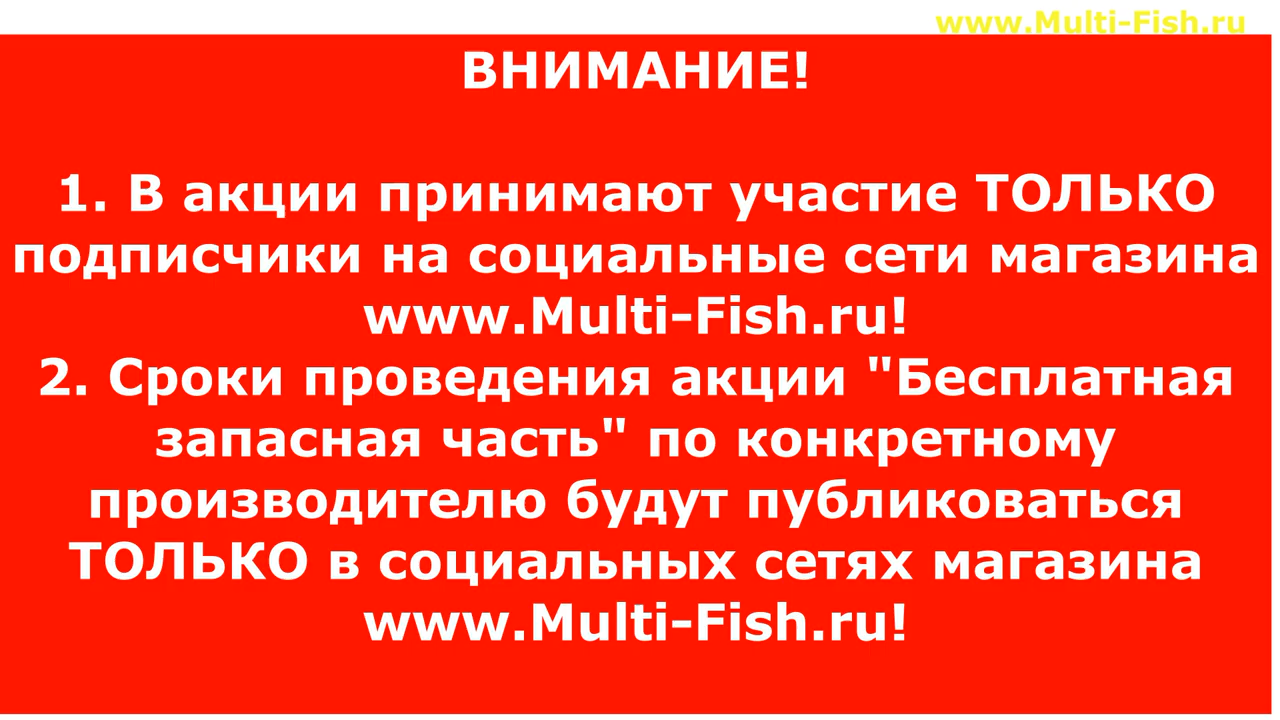 www.Multi-Fish.ru
ВНИМАНИЕ!
1. В акции принимают участие ТОЛЬКО
подписчики на социальные сети магазина
www.Multi-Fish.ru!
2. Сроки проведения акции "Бесплатная
запасная часть" по конкретному
производителю будут публиковаться
ТОЛЬКО в социальных сетях магазина
www.Multi-Fish.ru!